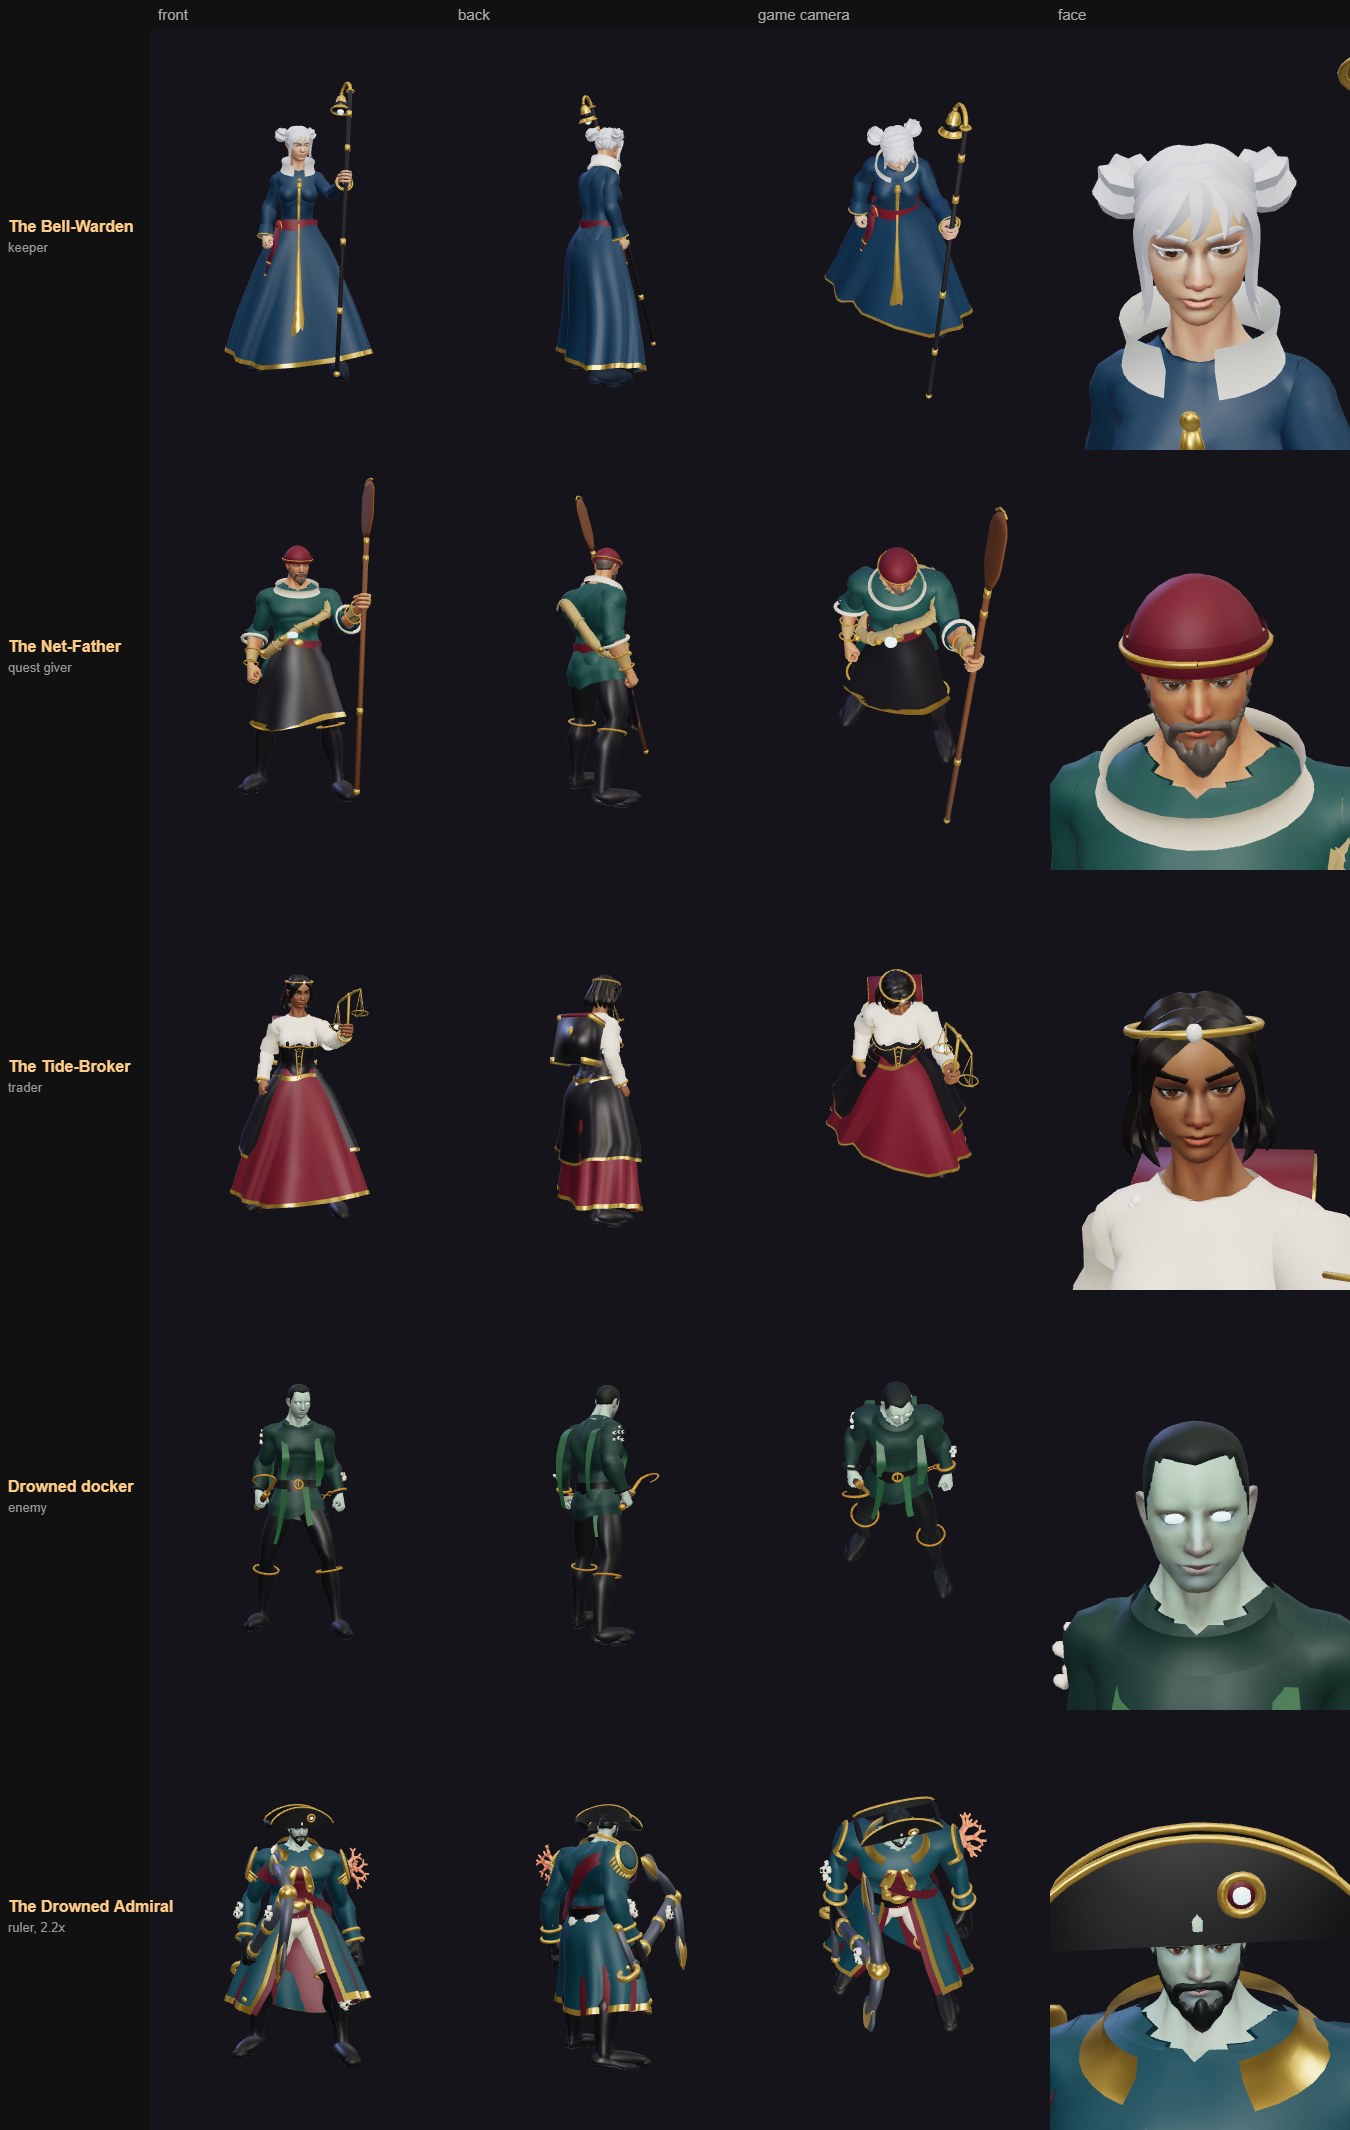 front back game camera face
The Bell-Warden
keeper
The Net-Father
quest giver
The Tide-Broker
trader
Drowned docker
enemy
The Drowned Admiral
ruler, 2.2x